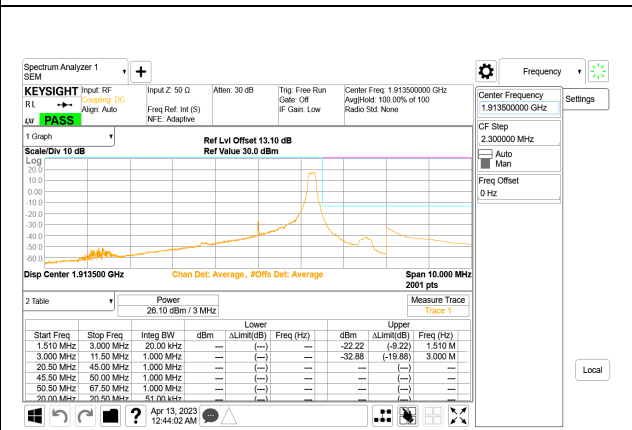 Spectrum Analyzer 1
SEM
Frequency
KEYSIGHT Input: RF Input Z: 50 Ω Atten: 30 dB Trig: Free Run Center Freq: 1.913500000 GHz
RL Coupling: DC Gate: Off Avg|Hold: 100.00% of 100
Align: Auto Freq Ref: Int (S) IF Gain: Low Radio Std: None
LXI PASS NFE: Adaptive
Center Frequency
1.913500000 GHz
Settings
CF Step
2.300000 MHz
Auto
Man
Freq Offset
0 Hz
1 Graph
Ref Lvl Offset 13.10 dB
Scale/Div 10 dB Ref Value 30.0 dBm
Log
20.0
10.0
0.00
-10.0
-20.0
-30.0
-40.0
-50.0
-60.0
Disp Center 1.913500 GHz Chan Det: Average , #Offs Det: Average Span 10.000 MHz
2001 pts
2 Table Power Measure Trace
26.10 dBm / 3 MHz Trace 1
Lower Upper
Start Freq Stop Freq Integ BW dBm ΔLimit(dB) Freq (Hz) dBm ΔLimit(dB) Freq (Hz)
1.510 MHz 3.000 MHz 20.00 kHz --- (---) --- -22.22 (-9.22) 1.510 M
3.000 MHz 11.50 MHz 1.000 MHz --- (---) --- -32.88 (-19.88) 3.000 M
20.50 MHz 45.00 MHz 1.000 MHz --- (---) --- --- (---) ---
45.50 MHz 50.00 MHz 1.000 MHz --- (---) --- --- (---) ---
50.50 MHz 67.50 MHz 1.000 MHz --- (---) --- --- (---) ---
20.00 MHz 20.50 MHz 51.00 kHz --- (---) --- --- (---) ---
Local
? Apr 13, 2023
12:44:02 AM